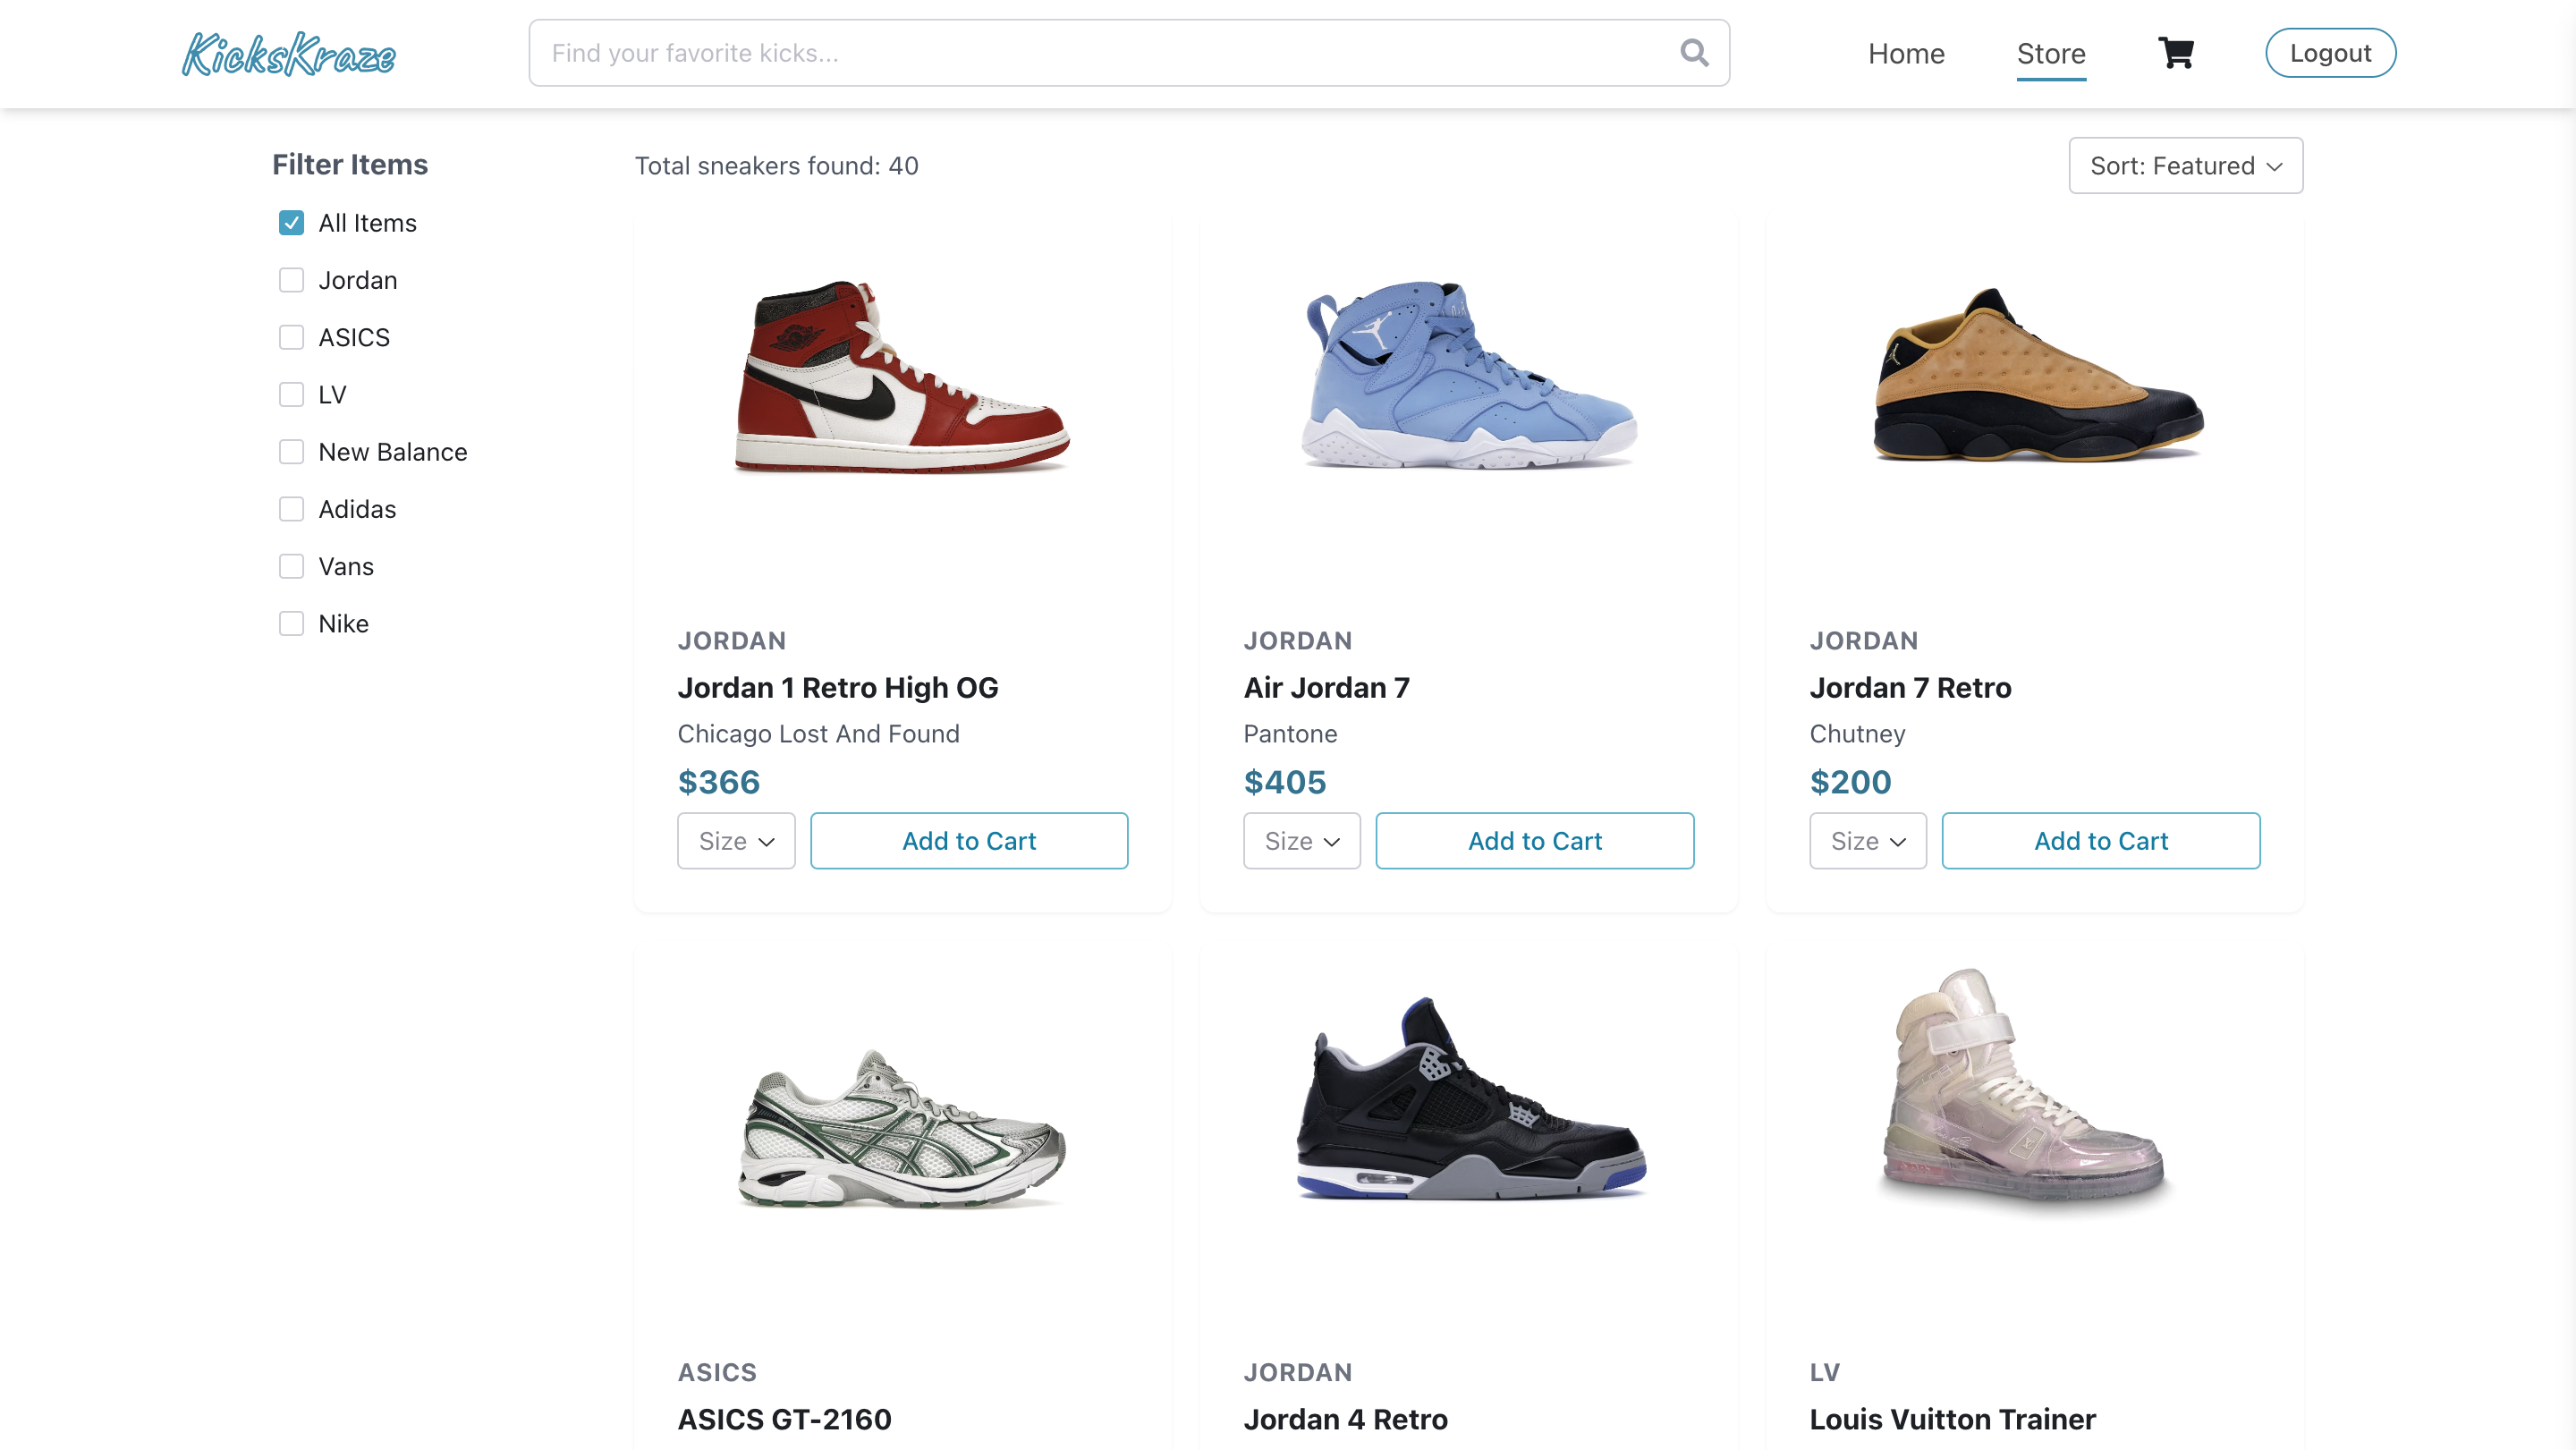 KicksKraze
Find your favorite kicks...
Home
Store
Logout
Filter Items
All Items
Jordan
ASICS
LV
New Balance
Adidas
Vans
Nike
Total sneakers found: 40
Sort: Featured
JORDAN
Jordan 1 Retro High OG
Chicago Lost And Found
$366
Size
Add to Cart
JORDAN
Air Jordan 7
Pantone
$405
Size
Add to Cart
JORDAN
Jordan 7 Retro
Chutney
$200
Size
Add to Cart
ASICS
ASICS GT-2160
JORDAN
Jordan 4 Retro
LV
Louis Vuitton Trainer